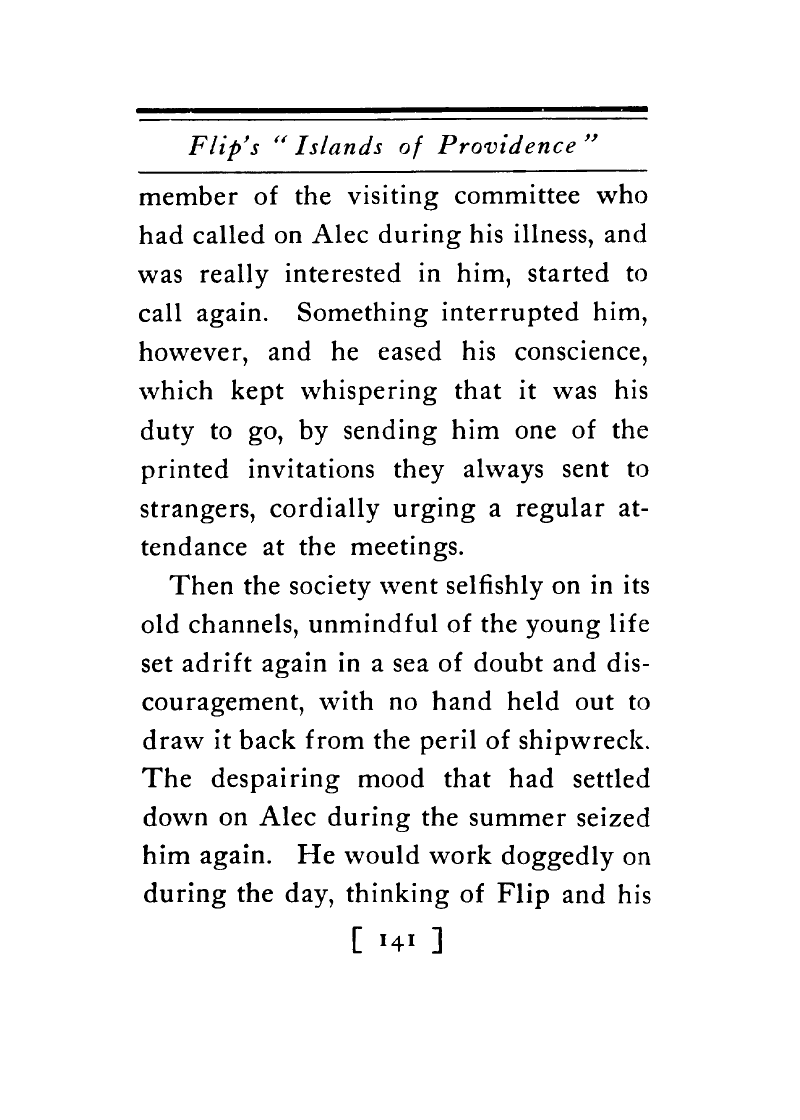 Flip's "Islands of Providence"
member of the visiting committee who
had called on Alec during his illness, and
was really interested in him, started to
call again. Something interrupted him,
however, and he eased his conscience,
which kept whispering that it was his
duty to go, by sending him one of the
printed invitations they always sent to
strangers, cordially urging a regular at-
tendance at the meetings.
Then the society went selfishly on in its
old channels, unmindful of the young life
set adrift again in a sea of doubt and dis-
couragement, with no hand held out to
draw it back from the peril of shipwreck.
The despairing mood that had settled
down on Alec during the summer seized
him again. He would work doggedly on
during the day, thinking of Flip and his
[ 141 ]